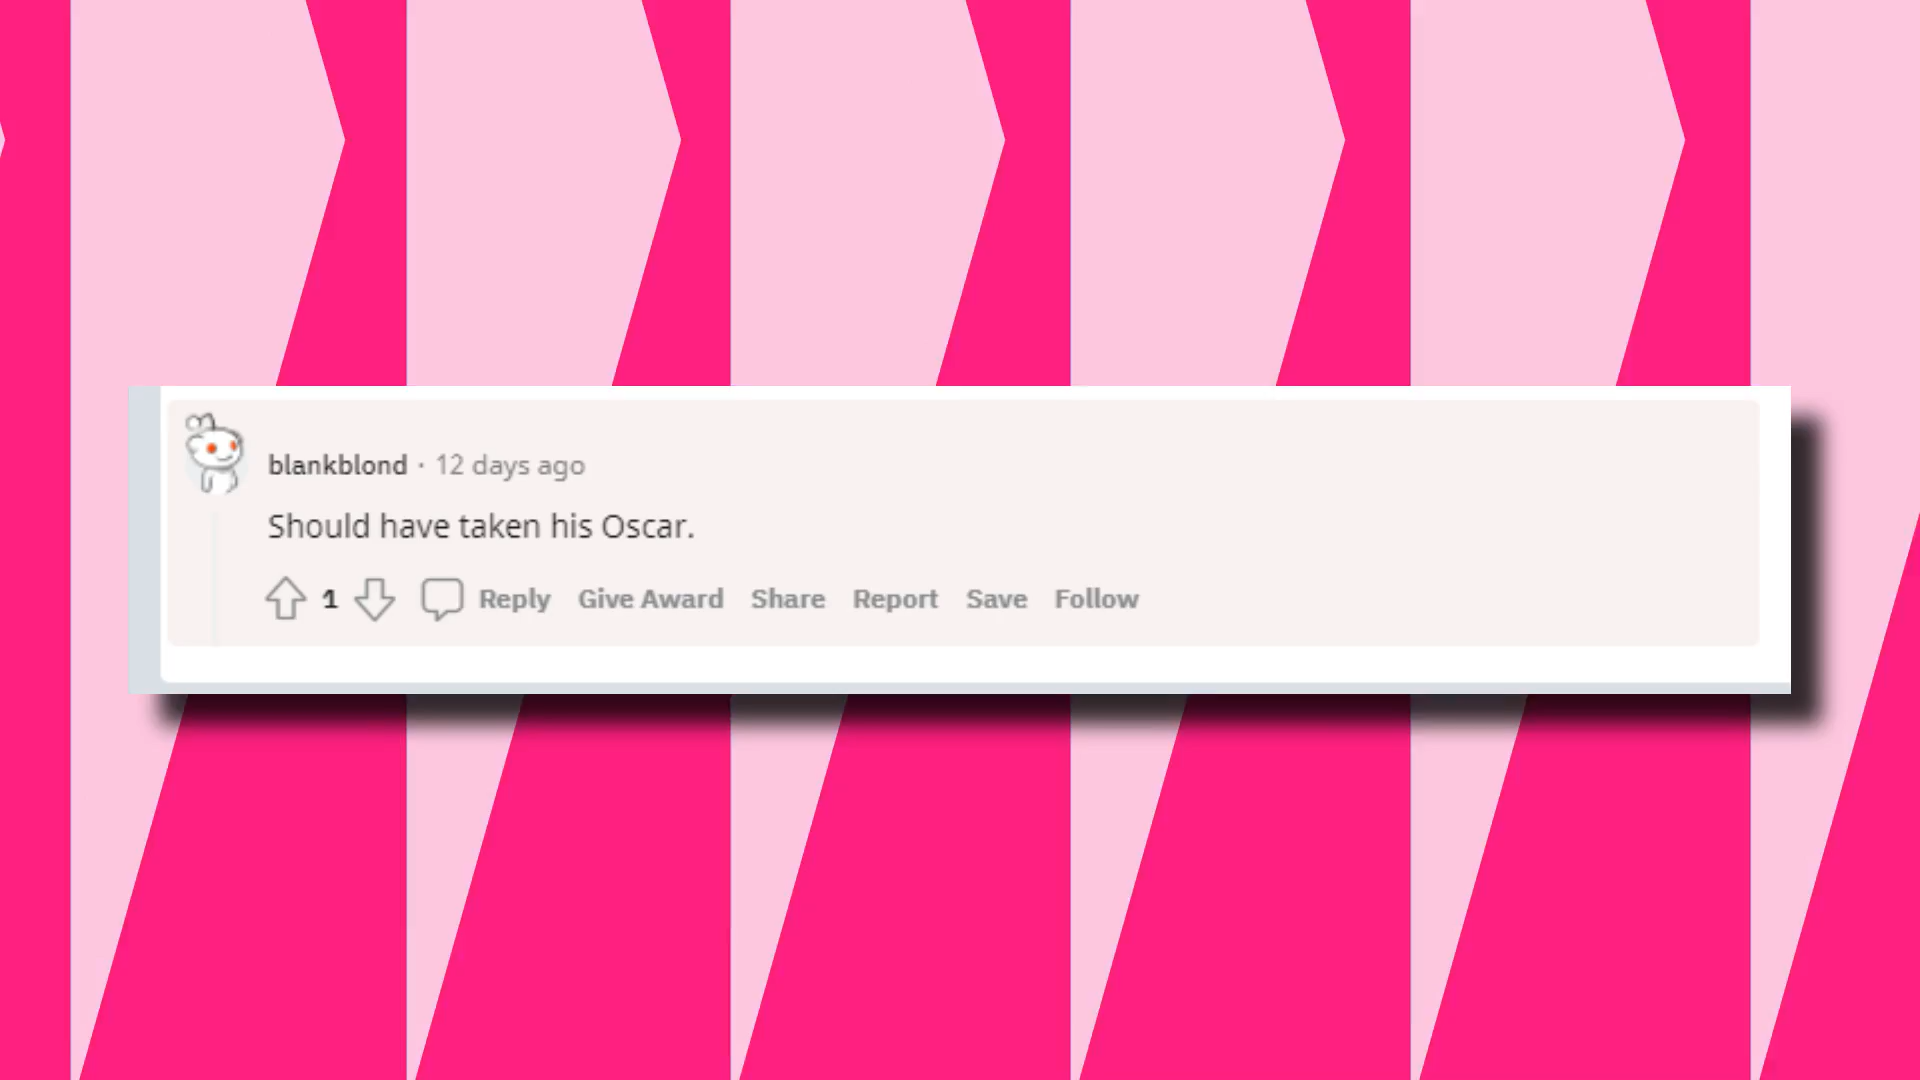 blankblond · 12 days ago
Should have taken his Oscar.
1 Reply Give Award Share Report Save Follow